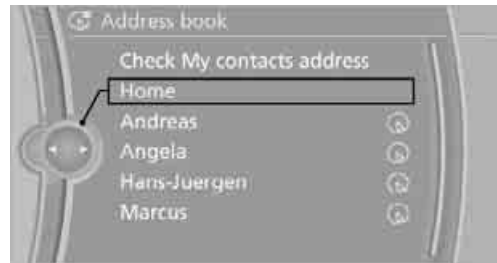 Address book
Check My contacts address
Home
Andreas
Angela
Hans-Juergen
Marcus